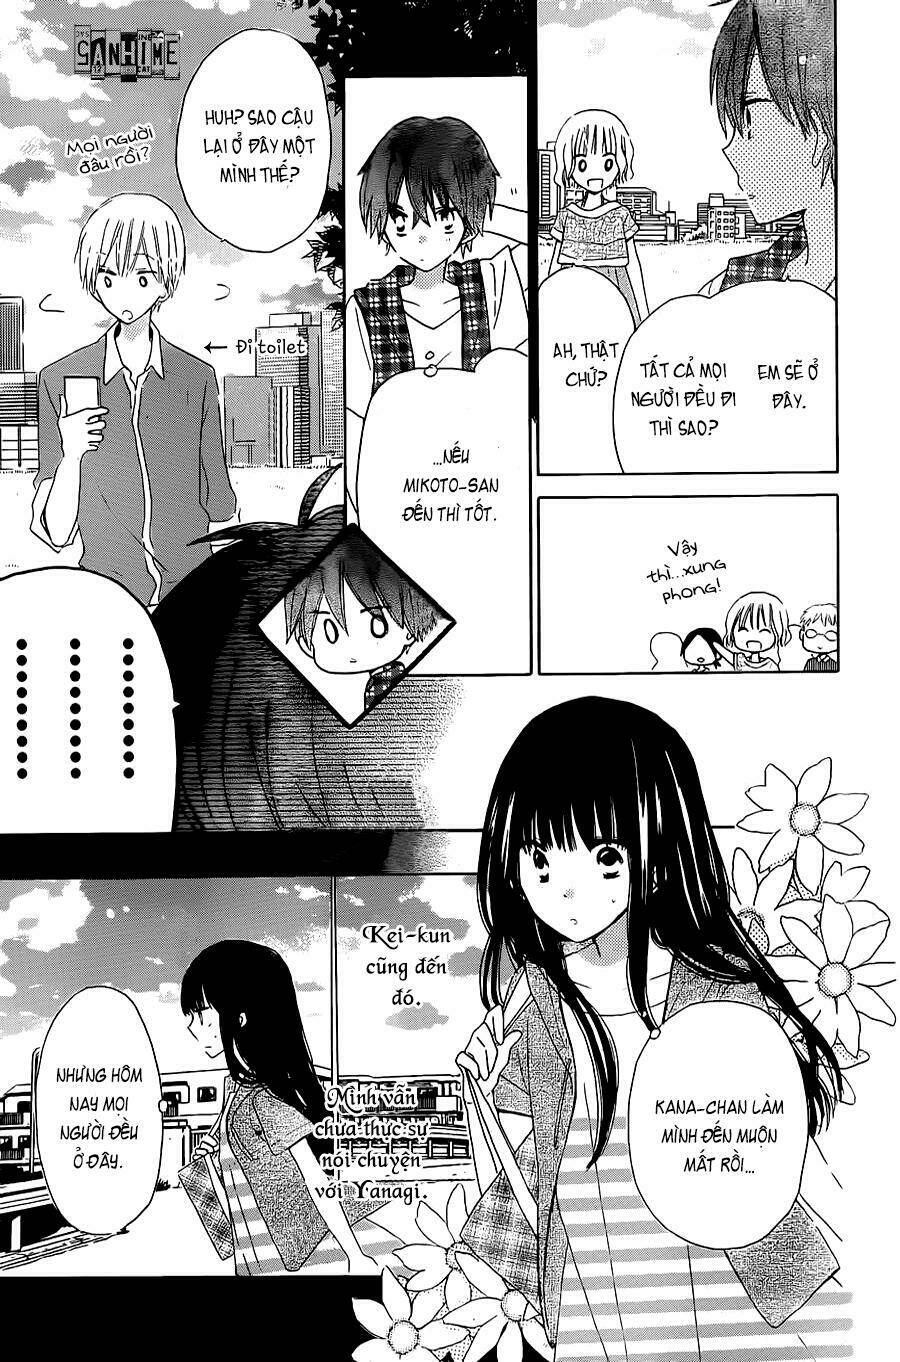 EM SẼ Ở
ĐÂY.
TẤT CẢ MỌI
NGƯỜI ĐỀU ĐI
THÌ SAO?
AH, THẬT
CHỨ?
...NẾU
MIKOTO-SAN
ĐẾN THÌ TỐT.
SANHIME
HUH? SAO CẬU
LẠI Ở ĐÂY MỘT
MÌNH THẾ?
Mọi người
đâu rồi?
← Đi toilet
Vậy
thì...xung
phong!
Kei-kun
cũng đến
đó.
KANA-CHAN LÀM
MÌNH ĐẾN MUỘN
MẤT RỒI...
Mình vẫn
chưa thực sự
nói chuyện
với Yanagi.
NHƯNG HÔM
NAY MỌI
NGƯỜI ĐỀU
Ở ĐÂY.